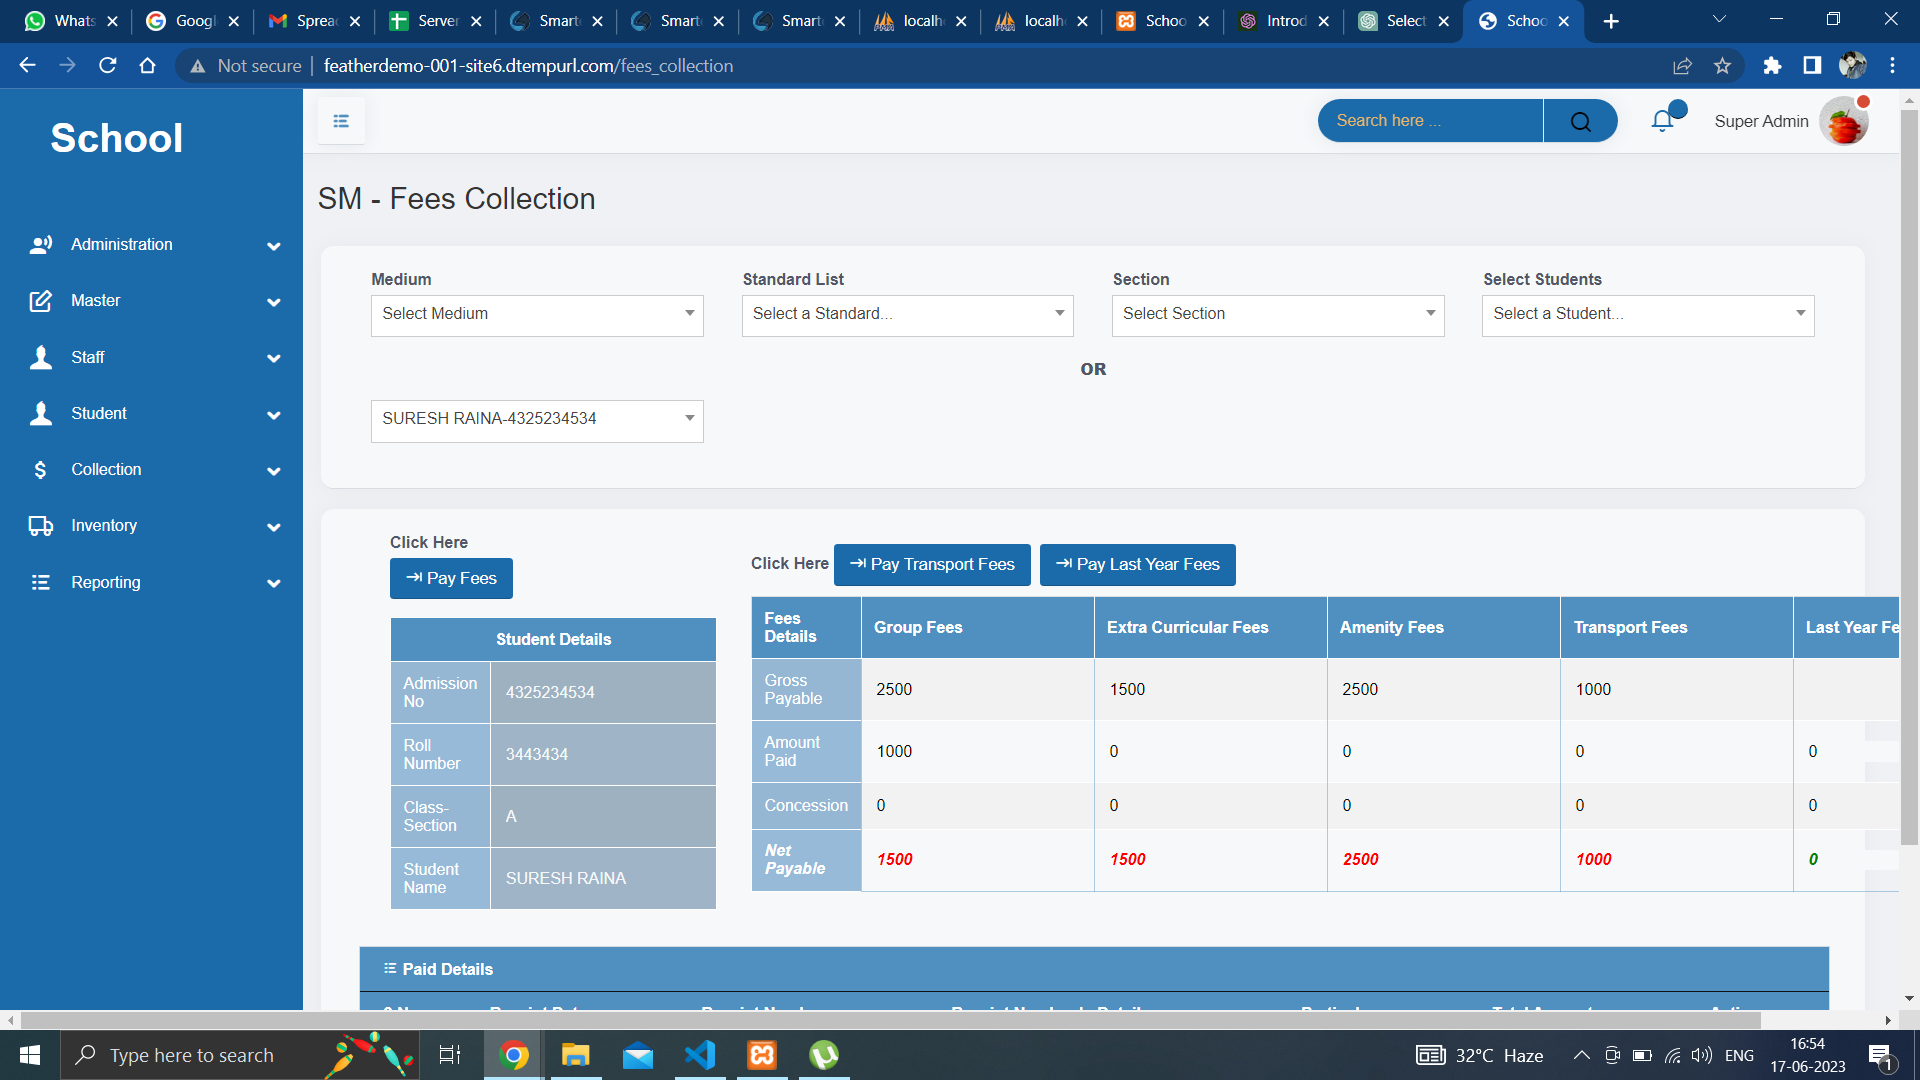 Whats
Googl
Sprea
Server
Smart
Smart
Smart
localh
localh
Schoo
Introd
Select
Schoo
Not secure
featherdemo-001-site6.dtempurl.com/fees_collection
School
Search here ...
Super Admin
SM - Fees Collection
Administration
Master
Staff
Student
Collection
Inventory
Reporting
Medium
Standard List
Section
Select Students
Select Medium
Select a Standard...
Select Section
Select a Student...
OR
SURESH RAINA-4325234534
Click Here
Pay Fees
Click Here
Pay Transport Fees
Pay Last Year Fees
Student Details
Admission No 4325234534
Roll Number 3443434
Class-Section A
Student Name SURESH RAINA
Fees Details Group Fees Extra Curricular Fees Amenity Fees Transport Fees Last Year Fe
Gross Payable 2500 1500 2500 1000
Amount Paid 1000 0 0 0 0
Concession 0 0 0 0 0
Net Payable 1500 1500 2500 1000 0
Paid Details
Type here to search
32°C Haze
ENG
16:54
17-06-2023
1